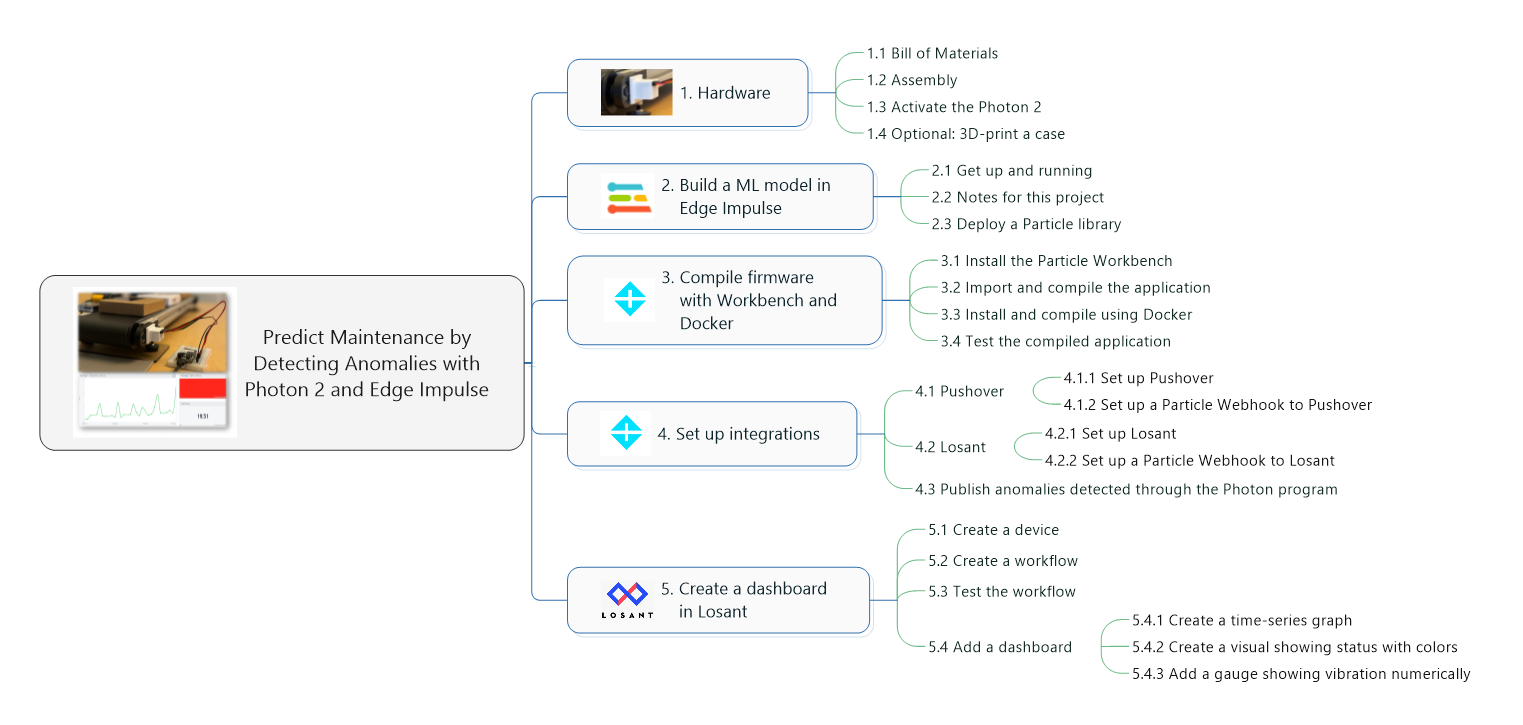 Predict Maintenance by
Detecting Anomalies with
Photon 2 and Edge Impulse
1. Hardware
1.1 Bill of Materials
1.2 Assembly
1.3 Activate the Photon 2
1.4 Optional: 3D-print a case
2. Build a ML model in
Edge Impulse
2.1 Get up and running
2.2 Notes for this project
2.3 Deploy a Particle library
3. Compile firmware
with Workbench and
Docker
3.1 Install the Particle Workbench
3.2 Import and compile the application
3.3 Install and compile using Docker
3.4 Test the compiled application
4. Set up integrations
4.1 Pushover
4.1.1 Set up Pushover
4.1.2 Set up a Particle Webhook to Pushover
4.2 Losant
4.2.1 Set up Losant
4.2.2 Set up a Particle Webhook to Losant
4.3 Publish anomalies detected through the Photon program
LOSANT
5. Create a dashboard
in Losant
5.1 Create a device
5.2 Create a workflow
5.3 Test the workflow
5.4 Add a dashboard
5.4.1 Create a time-series graph
5.4.2 Create a visual showing status with colors
5.4.3 Add a gauge showing vibration numerically